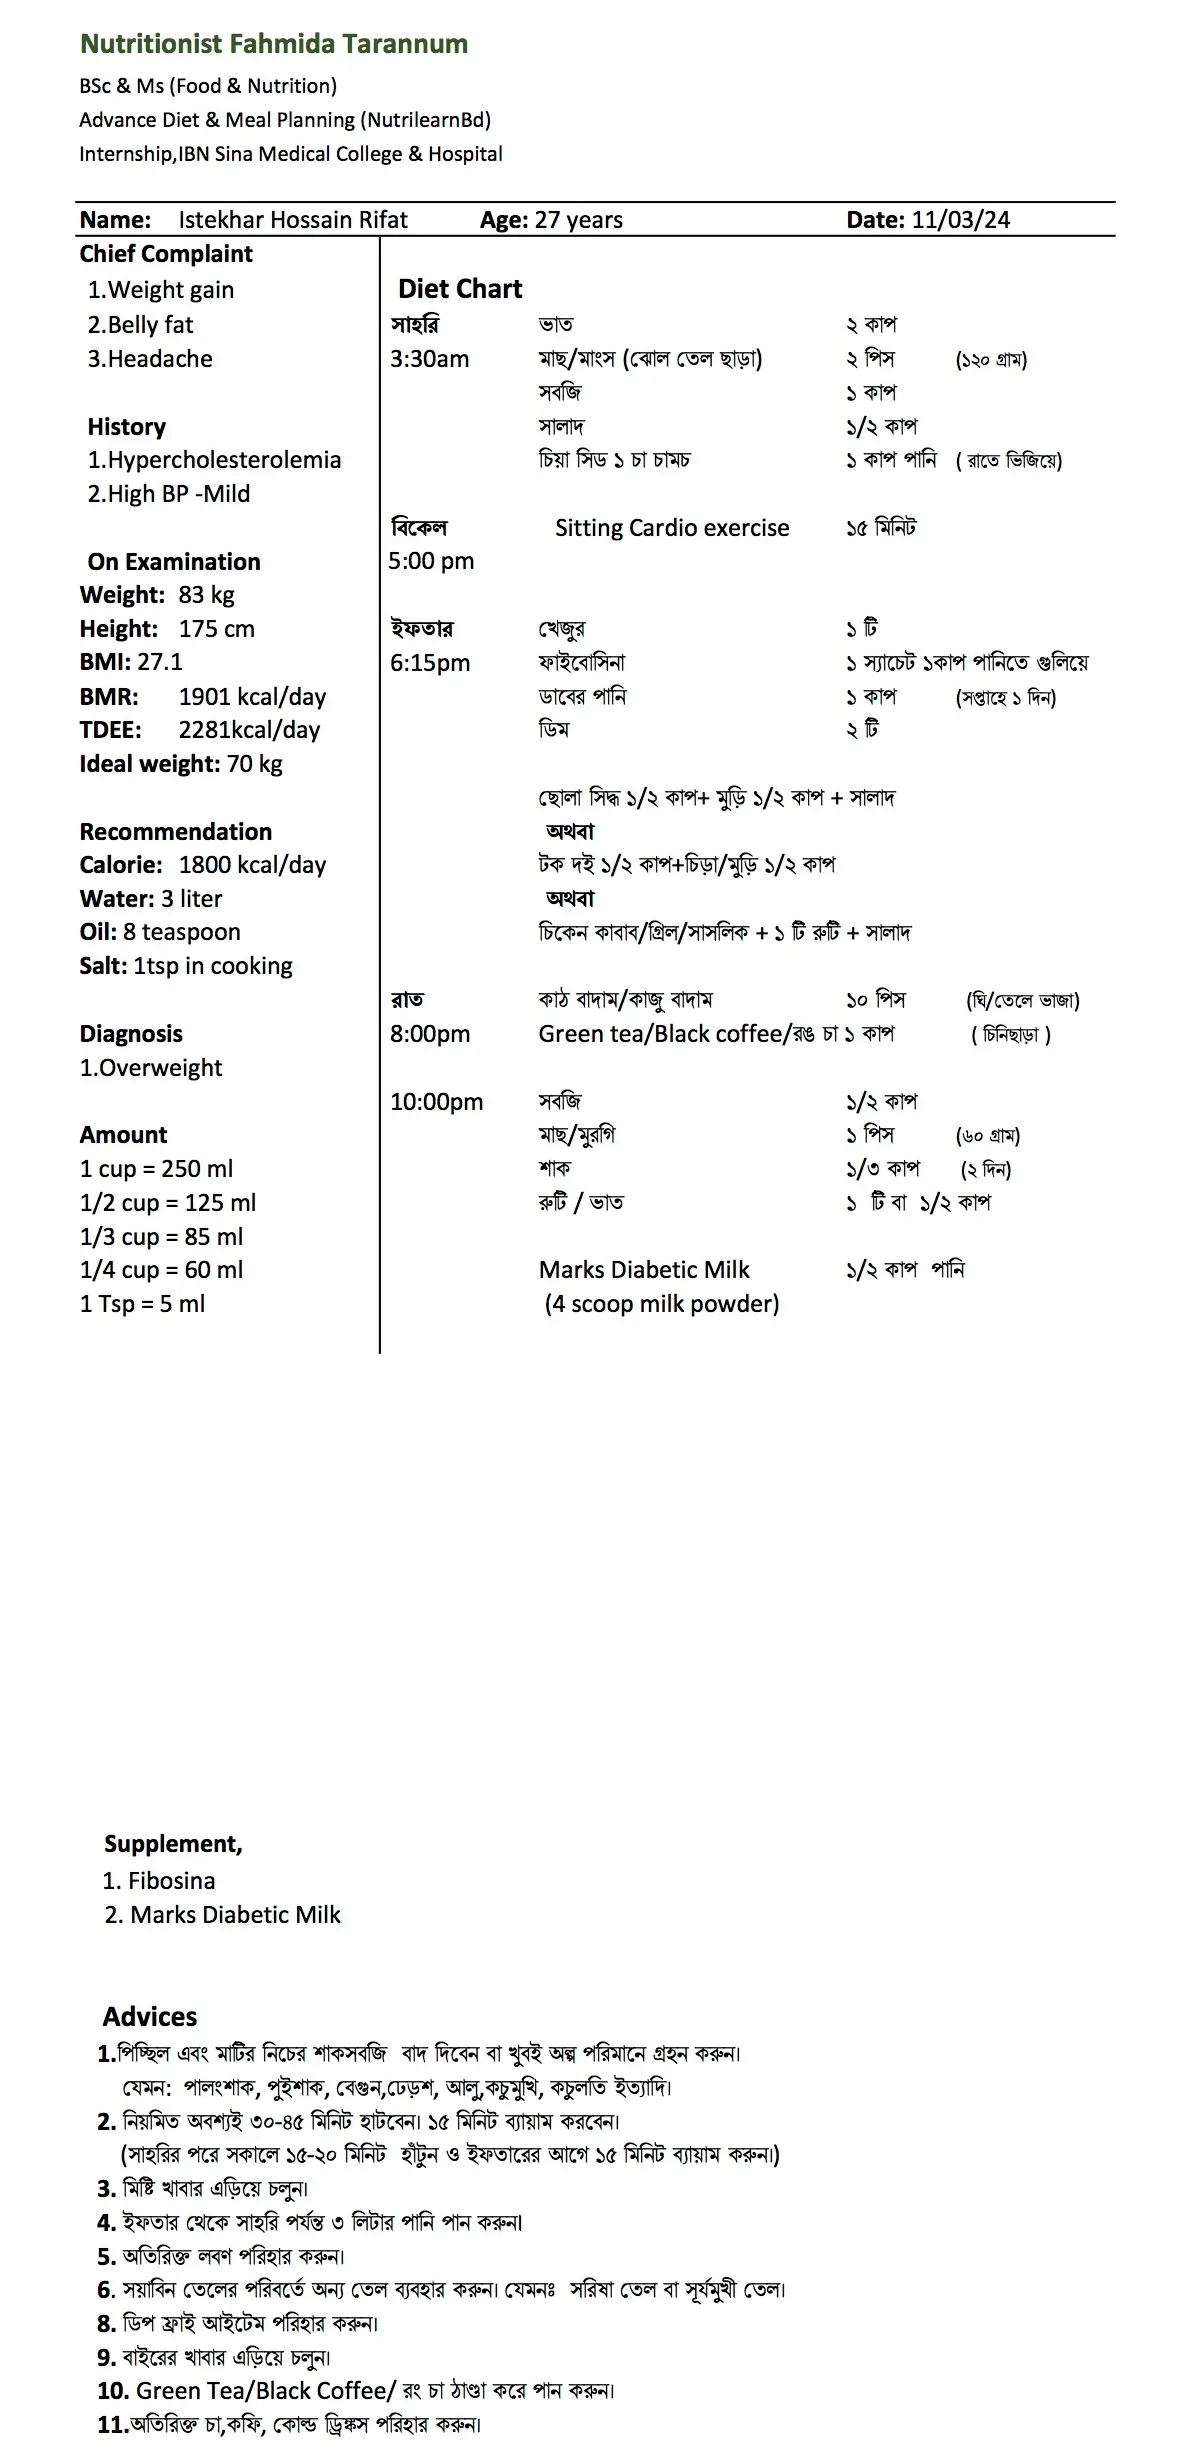 Nutritionist Fahmida Tarannum
BSc & Ms (Food & Nutrition)
Advance Diet & Meal Planning (NutrilearnBd)
Internship,IBN Sina Medical College & Hospital
Name: Istekhar Hossain Rifat Age: 27 years Date: 11/03/24
Chief Complaint
1.Weight gain
2.Belly fat
3.Headache
History
1.Hypercholesterolemia
2.High BP -Mild
On Examination
Weight: 83 kg
Height: 175 cm
BMI: 27.1
BMR: 1901 kcal/day
TDEE: 2281kcal/day
Ideal weight: 70 kg
Recommendation
Calorie: 1800 kcal/day
Water: 3 liter
Oil: 8 teaspoon
Salt: 1tsp in cooking
Diagnosis
1.Overweight
Amount
1 cup = 250 ml
1/2 cup = 125 ml
1/3 cup = 85 ml
1/4 cup = 60 ml
1 Tsp = 5 ml
Diet Chart
সাহরি ভাত ২ কাপ
3:30am মাছ/মাংস (ঝোল তেল ছাড়া) ২ পিস (১২০ গ্রাম)
সবজি ১ কাপ
সালাদ ১/২ কাপ
চিয়া সিড ১ চা চামচ ১ কাপ পানি ( রাতে ভিজিয়ে)
বিকেল Sitting Cardio exercise ১৫ মিনিট
5:00 pm
ইফতার খেজুর ১ টি
6:15pm ফাইবোসিনা ১ স্যাচেট ১কাপ পানিতে গুলিয়ে
ডাবের পানি ১ কাপ (সপ্তাহে ১ দিন)
ডিম ২ টি
ছোলা সিদ্ধ ১/২ কাপ+ মুড়ি ১/২ কাপ + সালাদ
অথবা
টক দই ১/২ কাপ+চিড়া/মুড়ি ১/২ কাপ
অথবা
চিকেন কাবাব/গ্রিল/সাসলিক + ১ টি রুটি + সালাদ
রাত কাঠ বাদাম/কাজু বাদাম ১০ পিস (ঘি/তেলে ভাজা)
8:00pm Green tea/Black coffee/রঙ চা ১ কাপ ( চিনিছাড়া )
10:00pm সবজি ১/২ কাপ
মাছ/মুরগি ১ পিস (৬০ গ্রাম)
শাক ১/৩ কাপ (২ দিন)
রুটি / ভাত ১ টি বা ১/২ কাপ
Marks Diabetic Milk ১/২ কাপ পানি
(4 scoop milk powder)
Supplement,
1. Fibosina
2. Marks Diabetic Milk
Advices
1.পিচ্ছিল এবং মাটির নিচের শাকসবজি বাদ দিবেন বা খুবই অল্প পরিমানে গ্রহন করুন।
যেমন: পালংশাক, পুইশাক, বেগুন,ঢেড়শ, আলু,কচুমুখি, কচুলতি ইত্যাদি।
2. নিয়মিত অবশ্যই ৩০-৪৫ মিনিট হাটবেন। ১৫ মিনিট ব্যায়াম করবেন।
(সাহরির পরে সকালে ১৫-২০ মিনিট হাঁটুন ও ইফতারের আগে ১৫ মিনিট ব্যায়াম করুন।)
3. মিষ্টি খাবার এড়িয়ে চলুন।
4. ইফতার থেকে সাহরি পর্যন্ত ৩ লিটার পানি পান করুন।
5. অতিরিক্ত লবণ পরিহার করুন।
6. সয়াবিন তেলের পরিবর্তে অন্য তেল ব্যবহার করুন। যেমনঃ সরিষা তেল বা সূর্যমুখী তেল।
8. ডিপ ফ্রাই আইটেম পরিহার করুন।
9. বাইরের খাবার এড়িয়ে চলুন।
10. Green Tea/Black Coffee/ রং চা ঠাণ্ডা করে পান করুন।
11.অতিরিক্ত চা,কফি, কোল্ড ড্রিঙ্কস পরিহার করুন।